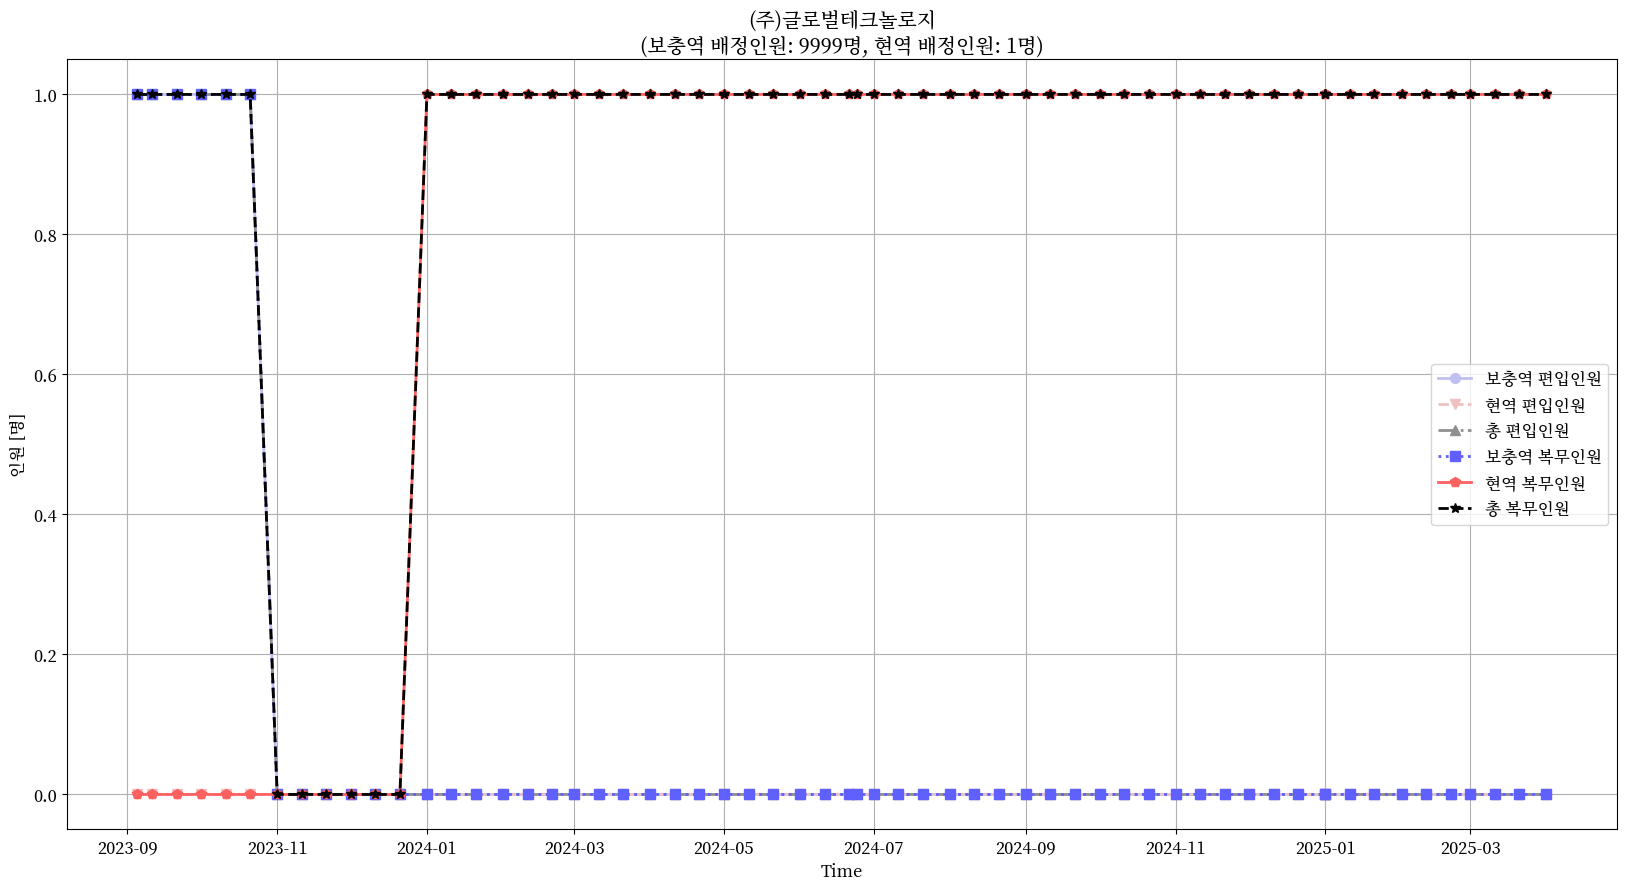 (주)글로벌테크놀로지
(보충역 배정인원: 9999명, 현역 배정인원: 1명)
인원 [명]
1.0
0.8
0.6
0.4
0.2
0.0
보충역 편입인원
현역 편입인원
총 편입인원
보충역 복무인원
현역 복무인원
총 복무인원
2023-09 2023-11 2024-01 2024-03 2024-05 2024-07 2024-09 2024-11 2025-01 2025-03
Time